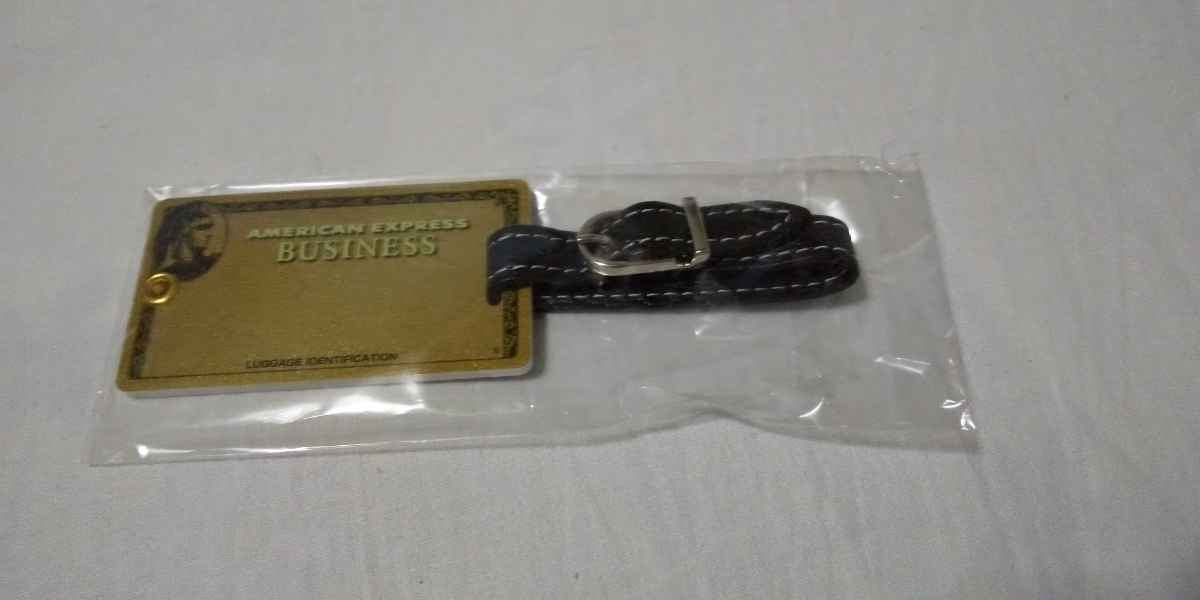 AMERICAN EXPRESS
BUSINESS
LUGGAGE IDENTIFICATION